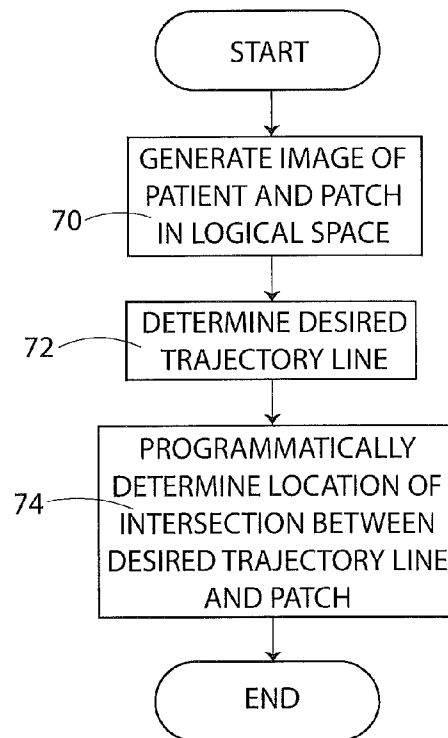 START
GENERATE IMAGE OF
PATIENT AND PATCH
IN LOGICAL SPACE
70
DETERMINE DESIRED
TRAJECTORY LINE
72
PROGRAMMATICALLY
DETERMINE LOCATION OF
INTERSECTION BETWEEN
DESIRED TRAJECTORY LINE
AND PATCH
74
END